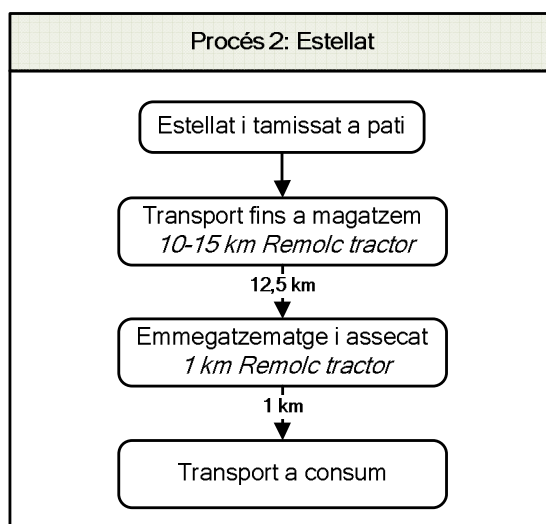 Procés 2: Estellat
Estellat i tamissat a pati
Transport fins a magatzem
10-15 km Remolc tractor
12,5 km
Emmegatzematge i assecat
1 km Remolc tractor
1 km
Transport a consum